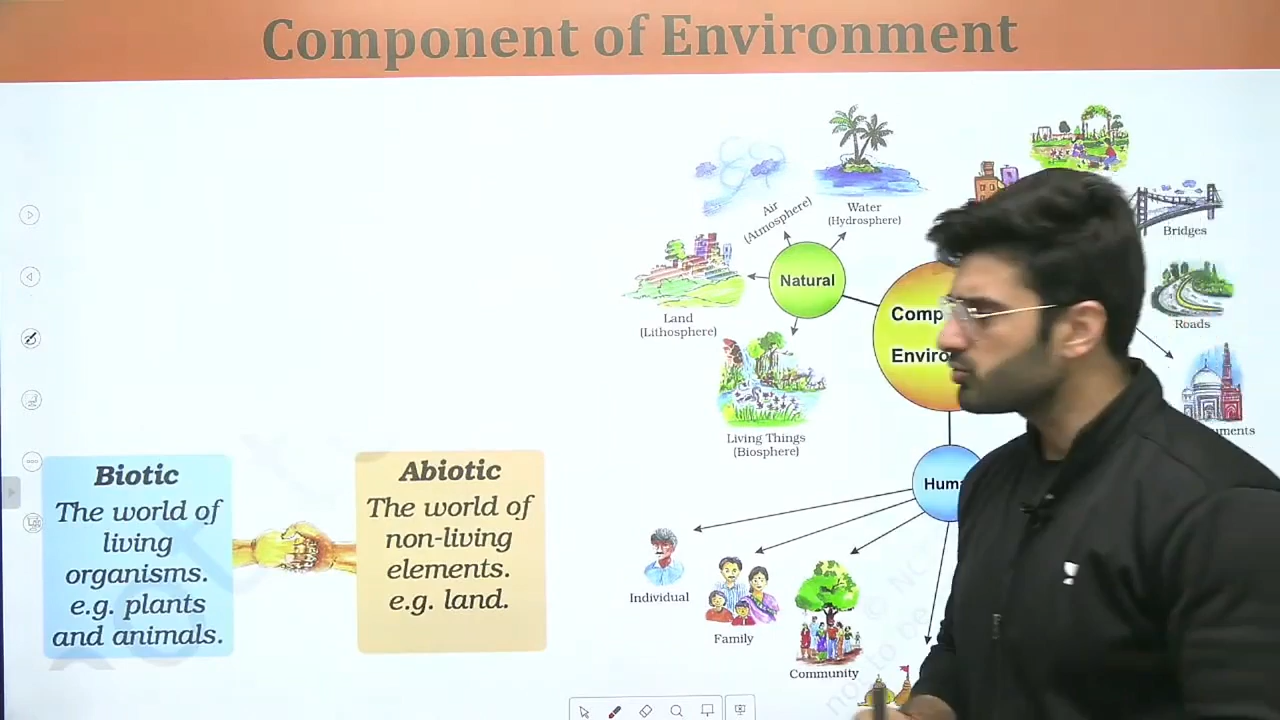 Component of Environment
Air
(Atmosphere)
Water
(Hydrosphere)
Bridges
Natural
Land
(Lithosphere)
Roads
Living Things
(Biosphere)
Biotic
The world of
living
organisms.
e.g. plants
and animals.
Abiotic
The world of
non-living
elements.
e.g. land.
Individual
Family
Community